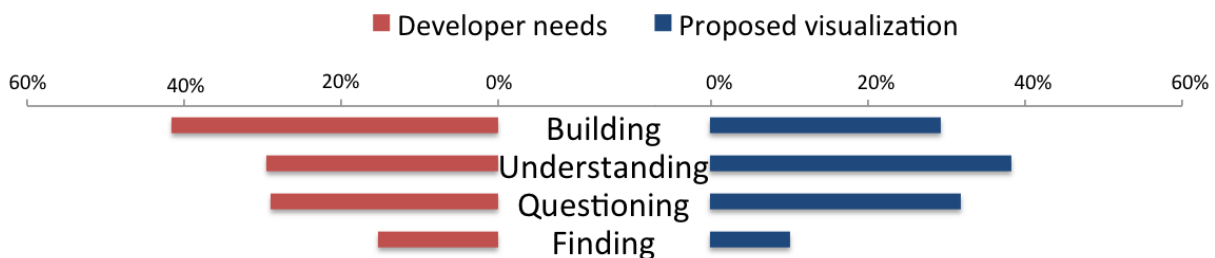 Developer needs Proposed visualization
60% 40% 20% 0% 0% 20% 40% 60%
Building
Understanding
Questioning
Finding